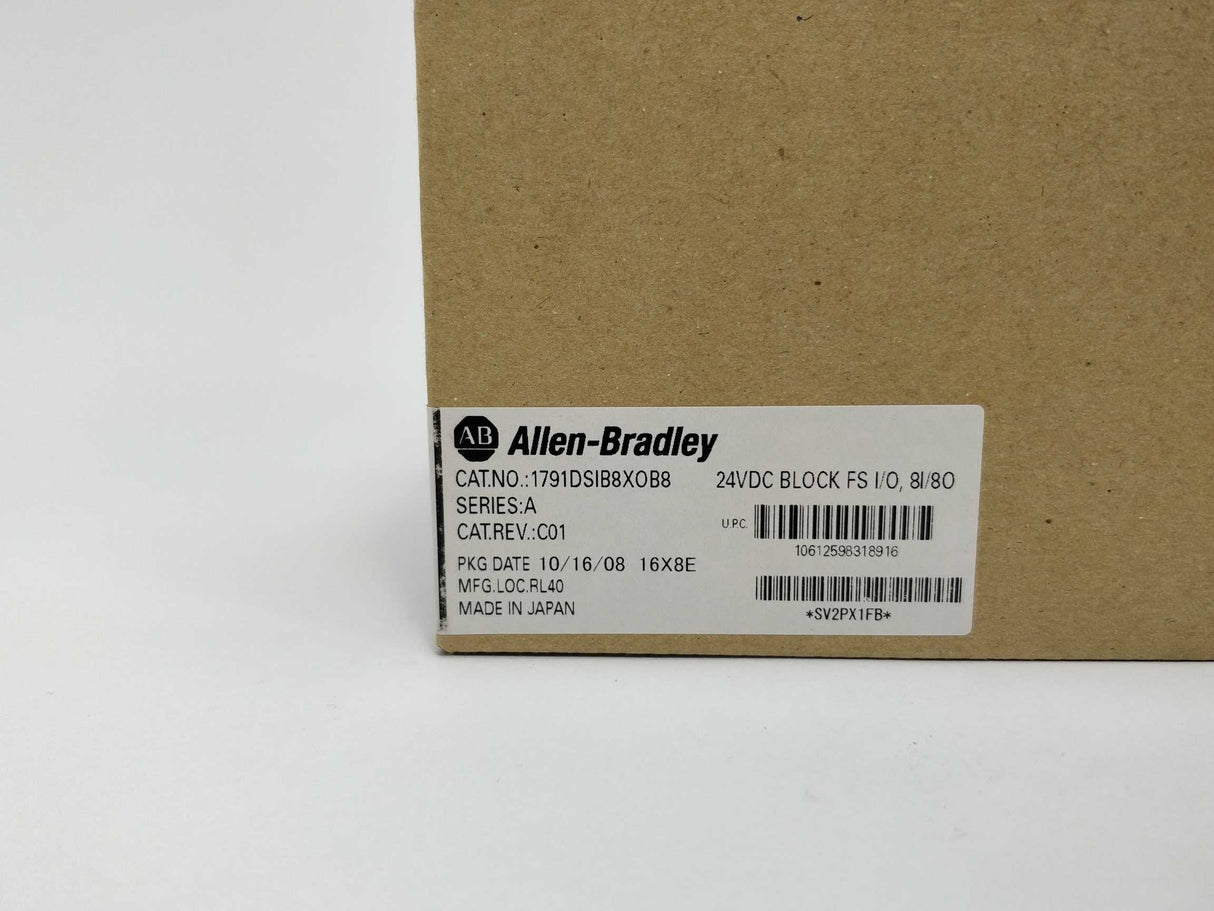 AB Allen-Bradley
CAT.NO.:1791DSIB8XOB8 24VDC BLOCK FS I/O, 8I/8O
SERIES:A
CAT.REV.:C01
U.P.C.
10612598318916
PKG DATE 10/16/08 16X8E
MFG.LOC.RL40
MADE IN JAPAN
*SV2PX1FB*